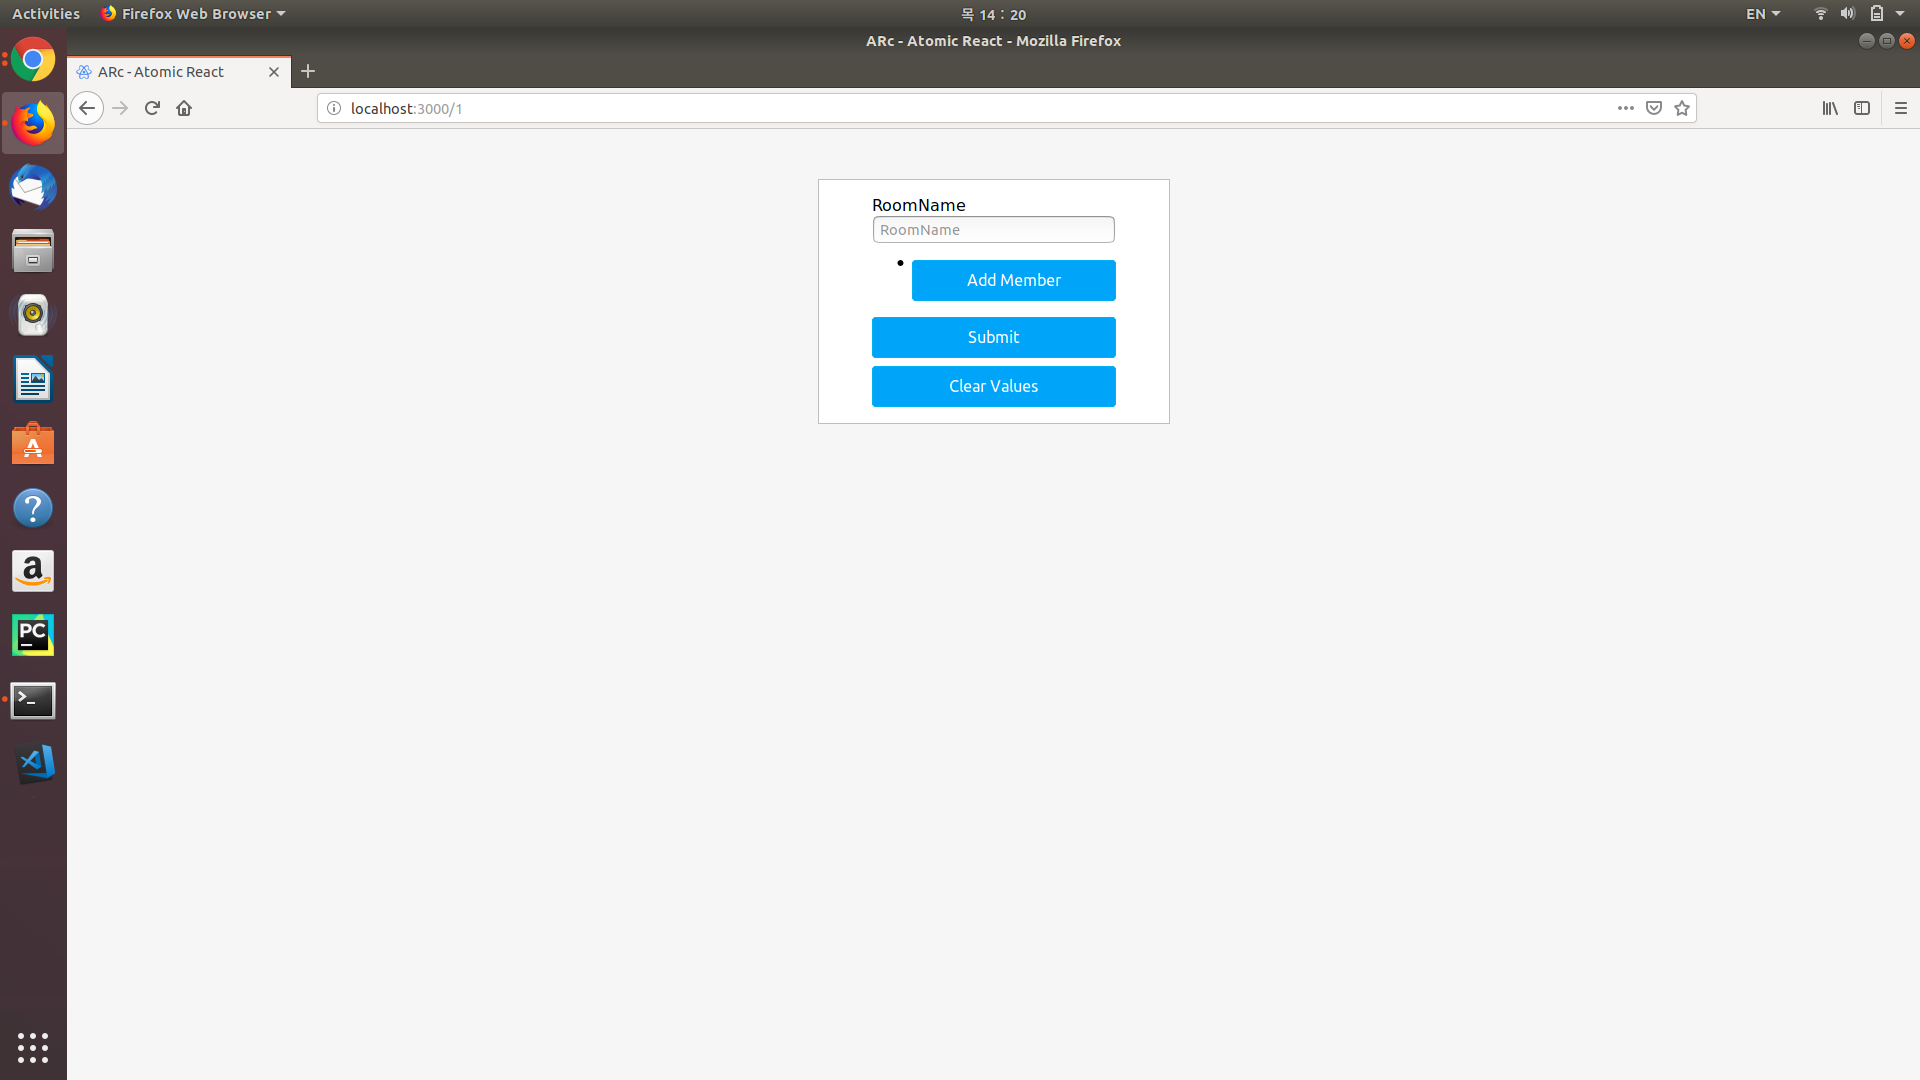 Activities
Firefox Web Browser
목 14 : 20
EN
ARc - Atomic React - Mozilla Firefox
ARc - Atomic React
localhost:3000/1
RoomName
RoomName
Add Member
Submit
Clear Values
A
?
a
PC
>_